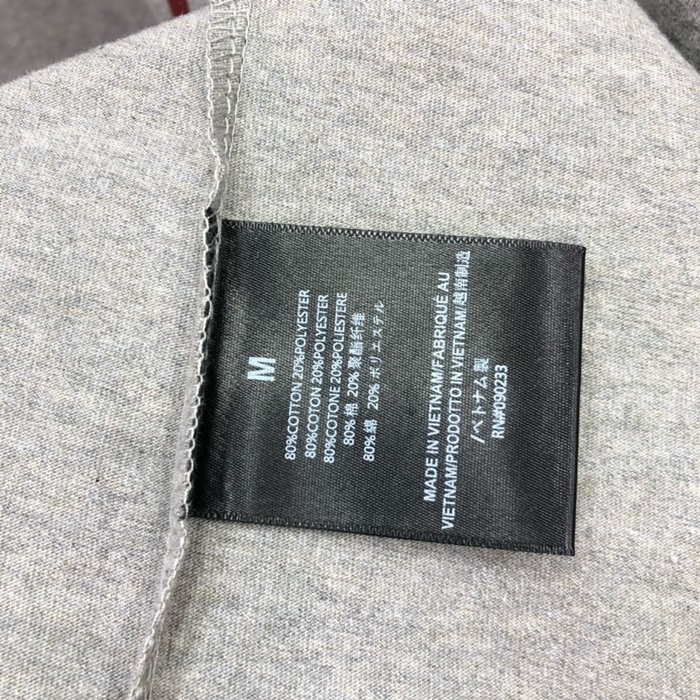 M
80%COTTON 20%POLYESTER
80%COTON 20%POLYESTER
80%COTONE 20%POLIESTERE
80% 棉 20% 聚酯纤维
80% 綿 20% ポリエステル
MADE IN VIETNAM/FABRIQUÉ AU
VIETNAM/PRODOTTO IN VIETNAM/越南制造
/ベトナム製
RN#090233